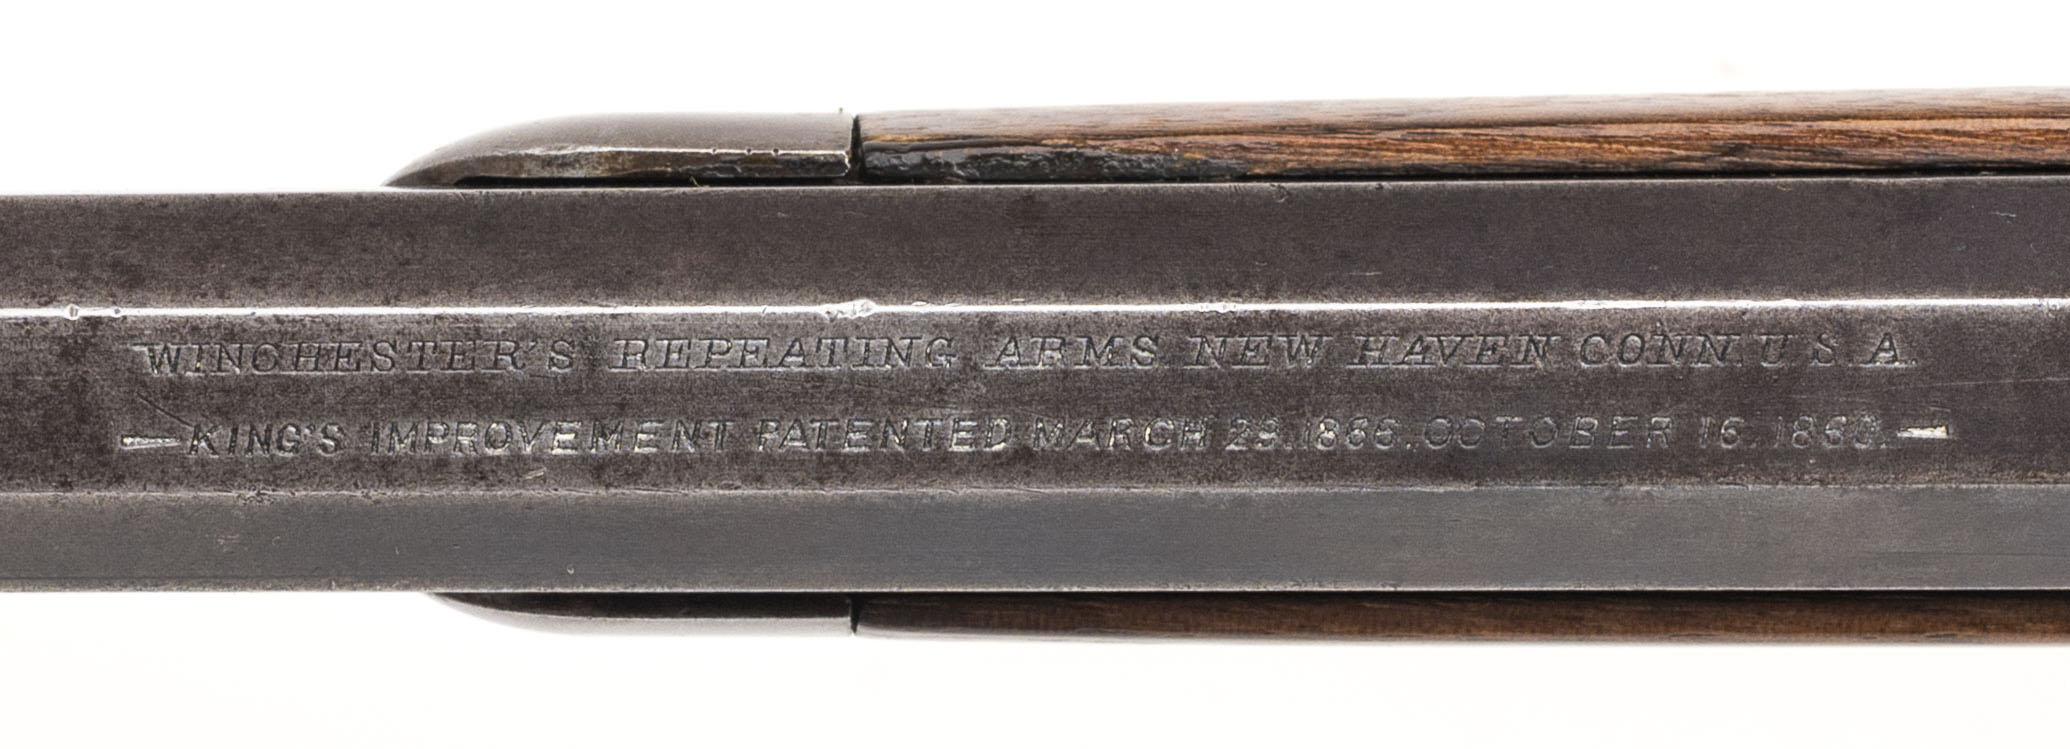 WINCHESTER'S REPEATING ARMS NEW HAVEN CONN. U.S.A.
KING'S IMPROVEMENT PATENTED MARCH 29.1866.OCTOBER 16.1860.